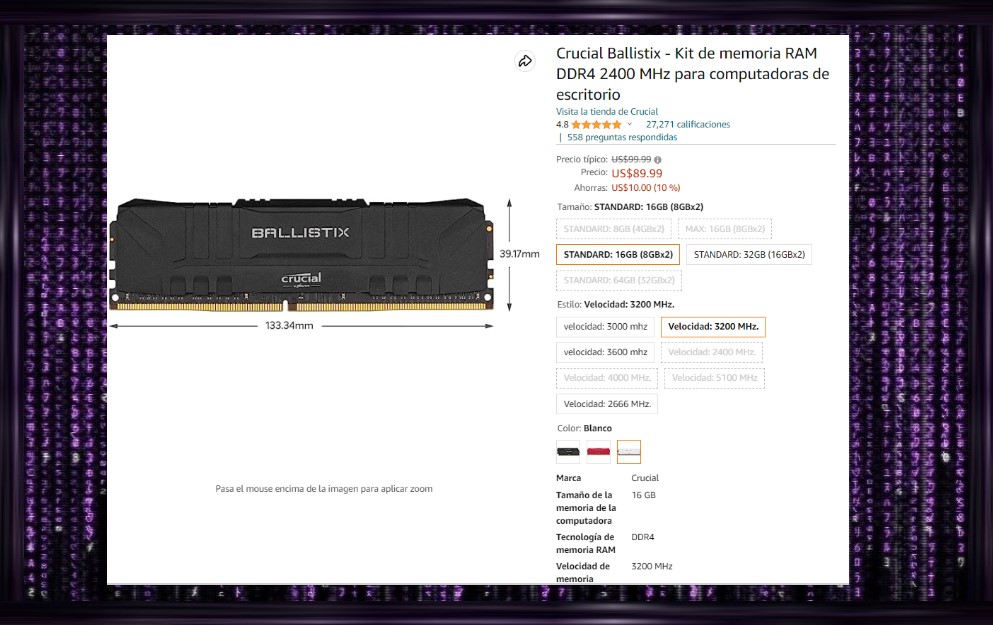 Crucial Ballistix - Kit de memoria RAM
DDR4 2400 MHz para computadoras de
escritorio
Visita la tienda de Crucial
4.8 27,271 calificaciones
| 558 preguntas respondidas
Precio típico: US$99.99
Precio: US$89.99
Ahorras: US$10.00 (10 %)
Tamaño: STANDARD: 16GB (8GBx2)
STANDARD: 8GB (4GBx2) MAX: 16GB (8GBx2)
STANDARD: 16GB (8GBx2) STANDARD: 32GB (16GBx2)
STANDARD: 64GB (32GBx2)
Estilo: Velocidad: 3200 MHz.
velocidad: 3000 mhz Velocidad: 3200 MHz.
velocidad: 3600 mhz Velocidad: 2400 MHz.
Velocidad: 4000 MHz. Velocidad: 5100 MHz
Velocidad: 2666 MHz.
Color: Blanco
Marca Crucial
Tamaño de la 16 GB
memoria de la
computadora
Tecnología de DDR4
memoria RAM
Velocidad de 3200 MHz
memoria
BALLISTIX
crucial
39.17mm
133.34mm
Pasa el mouse encima de la imagen para aplicar zoom